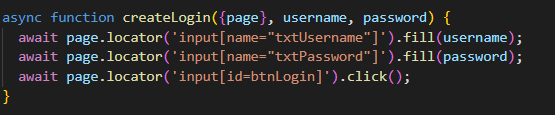 async function createLogin({page}, username, password) {
await page.locator('input[name="txtUsername"]').fill(username);
await page.locator('input[name="txtPassword"]').fill(password);
await page.locator('input[id=btnLogin]').click();
}